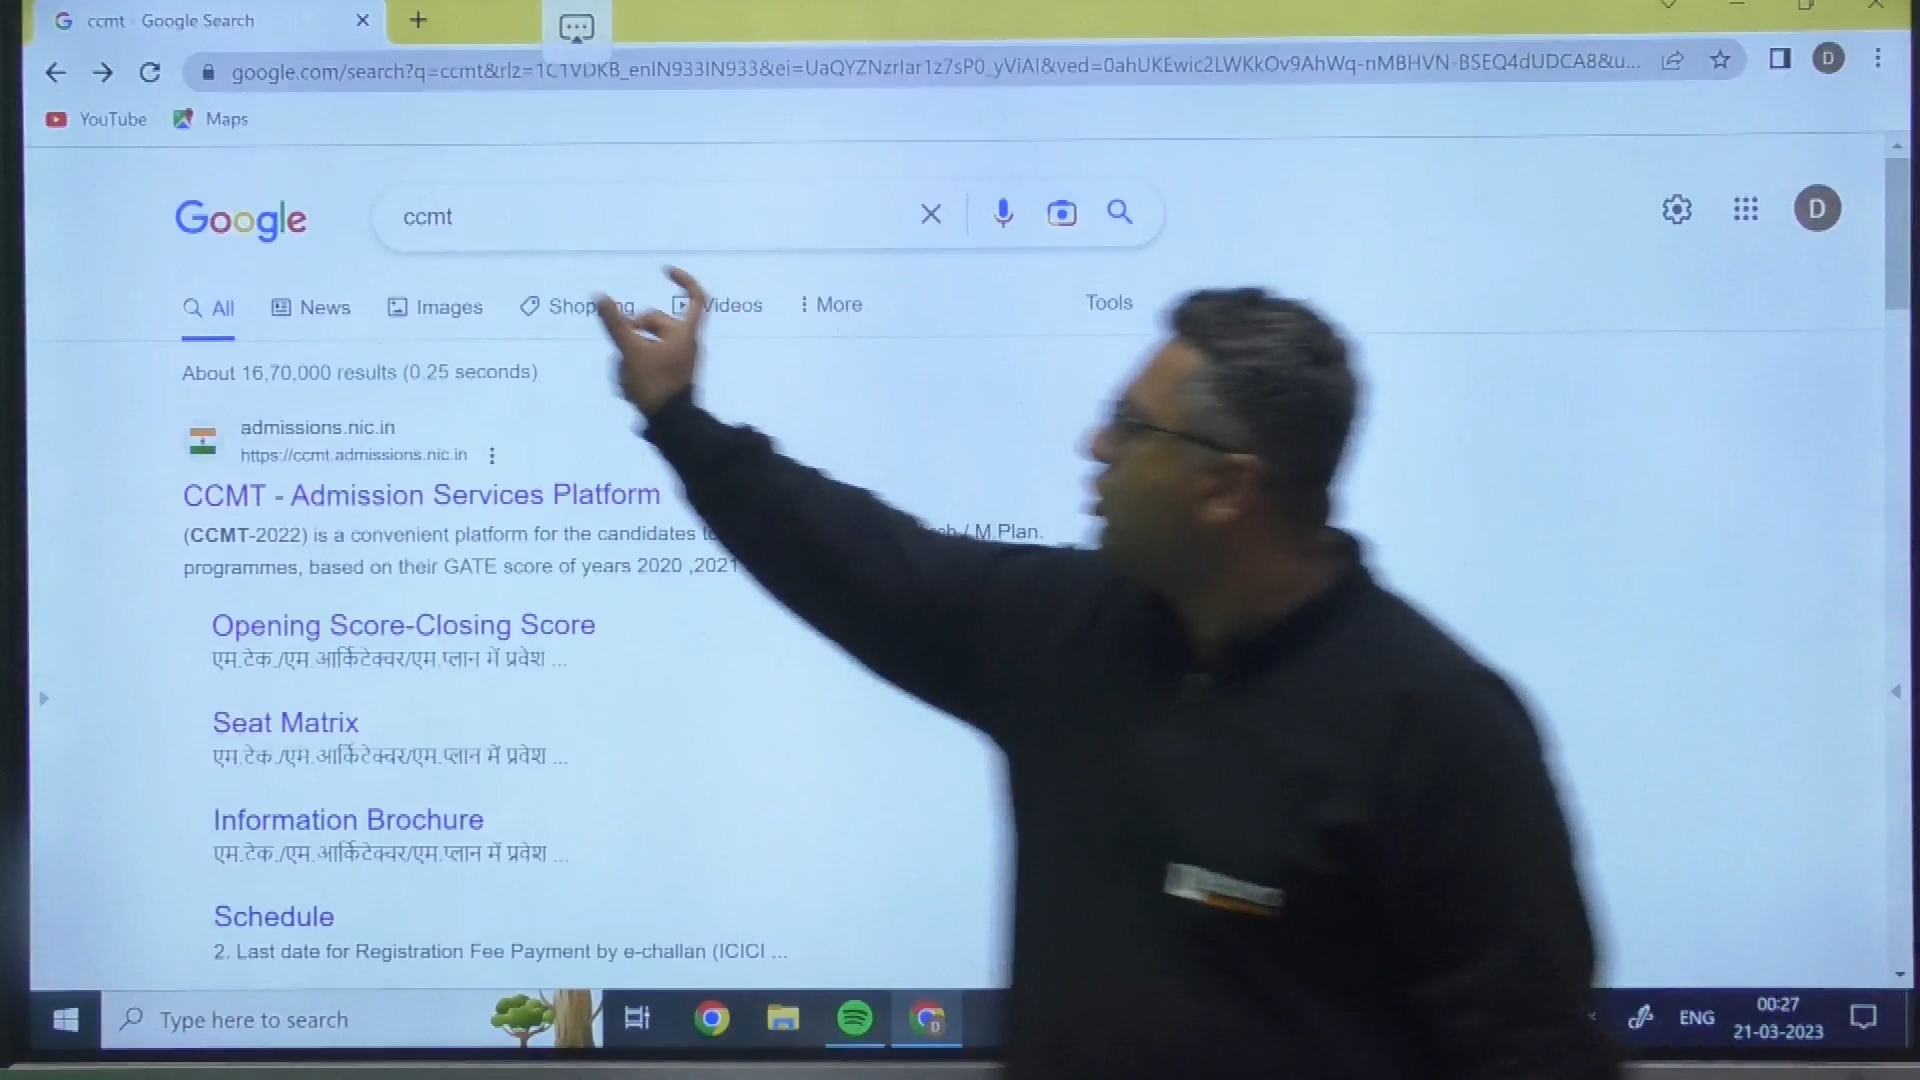 ccmt - Google Search
google.com/search?q=ccmt&rlz=1C1VDKB_enIN933IN933&ei=UaQYZNzrIar1z7sP0_yViAI&ved=0ahUKEwic2LWKkOv9AhWq-nMBHVN-BSEQ4dUDCA8&u...
D
YouTube Maps
Google ccmt D
All News Images Shopping Videos More Tools
About 16,70,000 results (0.25 seconds)
admissions.nic.in
https://ccmt.admissions.nic.in
CCMT - Admission Services Platform
(CCMT-2022) is a convenient platform for the candidates / M.Plan.
programmes, based on their GATE score of years 2020 ,2021
Opening Score-Closing Score
एम.टेक./एम.आर्किटेक्चर/एम.प्लान में प्रवेश ...
Seat Matrix
एम.टेक./एम.आर्किटेक्चर/एम.प्लान में प्रवेश ...
Information Brochure
एम.टेक./एम.आर्किटेक्चर/एम.प्लान में प्रवेश ...
Schedule
2. Last date for Registration Fee Payment by e-challan (ICICI ...
Type here to search
D
ENG
00:27
21-03-2023